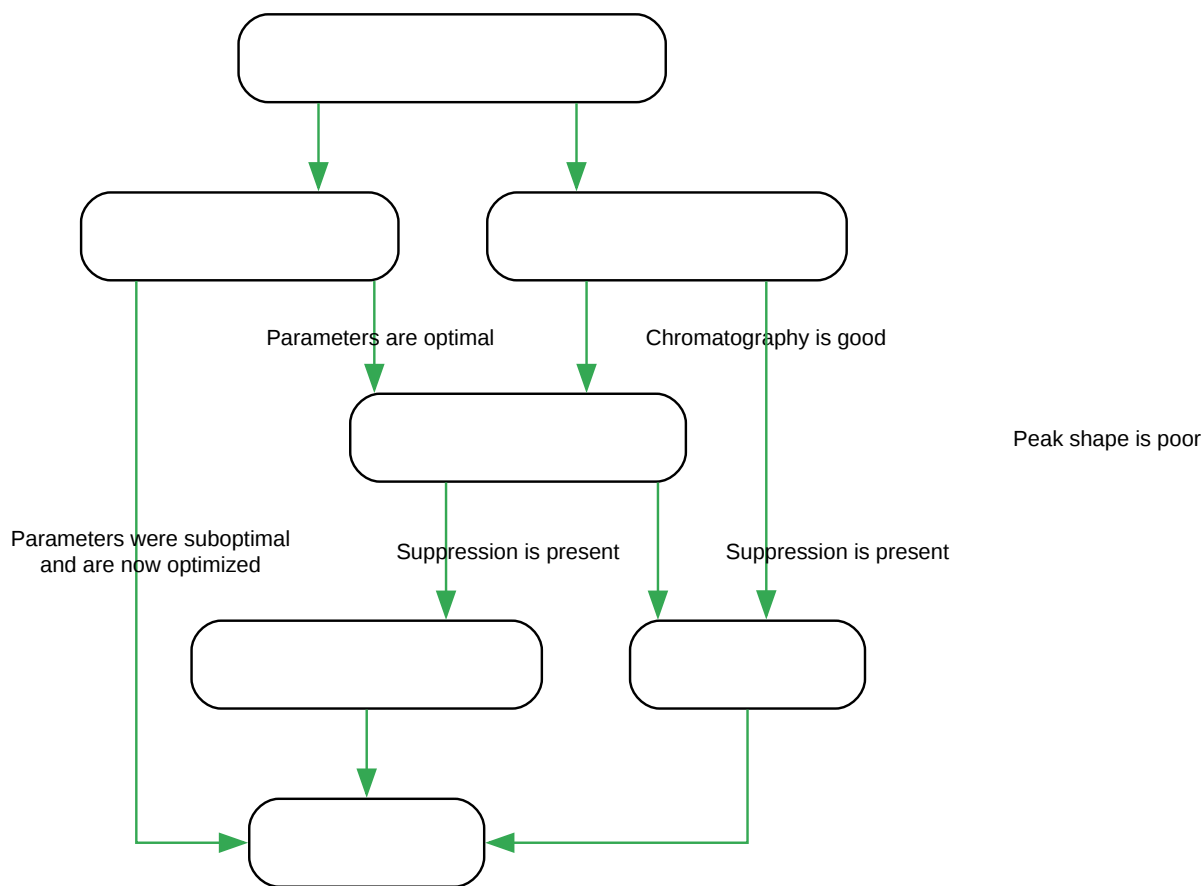 Parameters are optimal
Chromatography is good
Peak shape is poor
Parameters were suboptimal
and are now optimized
Suppression is present
Suppression is present